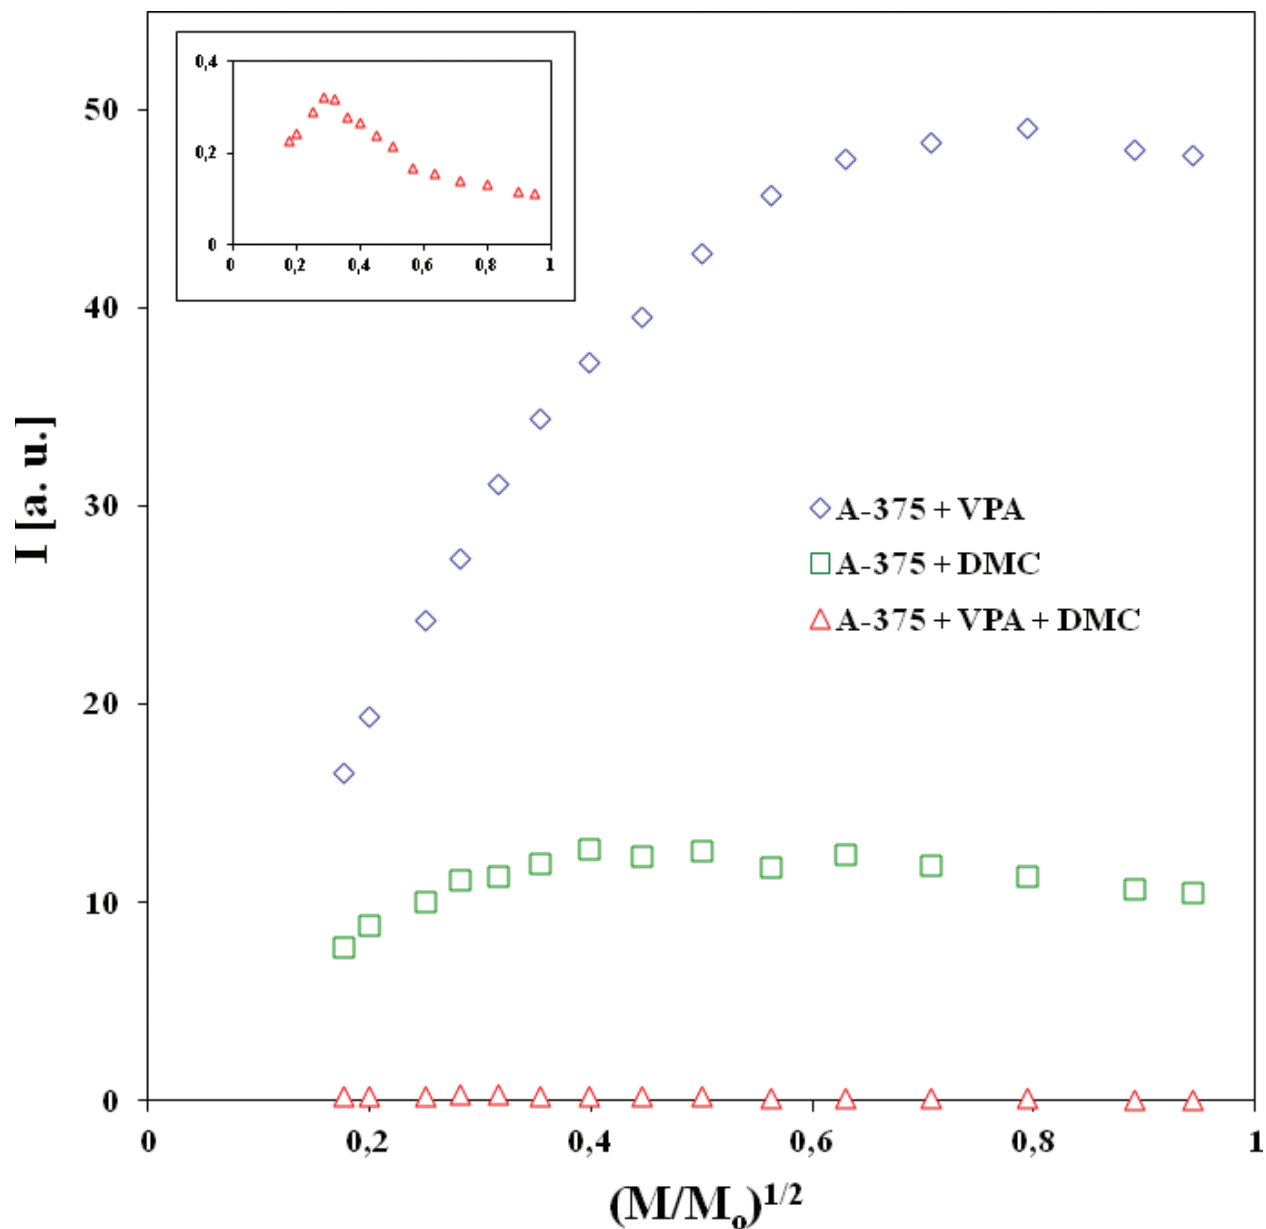 0,4
0,2
0
0 0,2 0,4 0,6 0,8 1
50
40
30
20
10
0
I [a. u.]
A-375 + VPA
A-375 + DMC
A-375 + VPA + DMC
0 0,2 0,4 0,6 0,8 1
(M/Mo)1/2